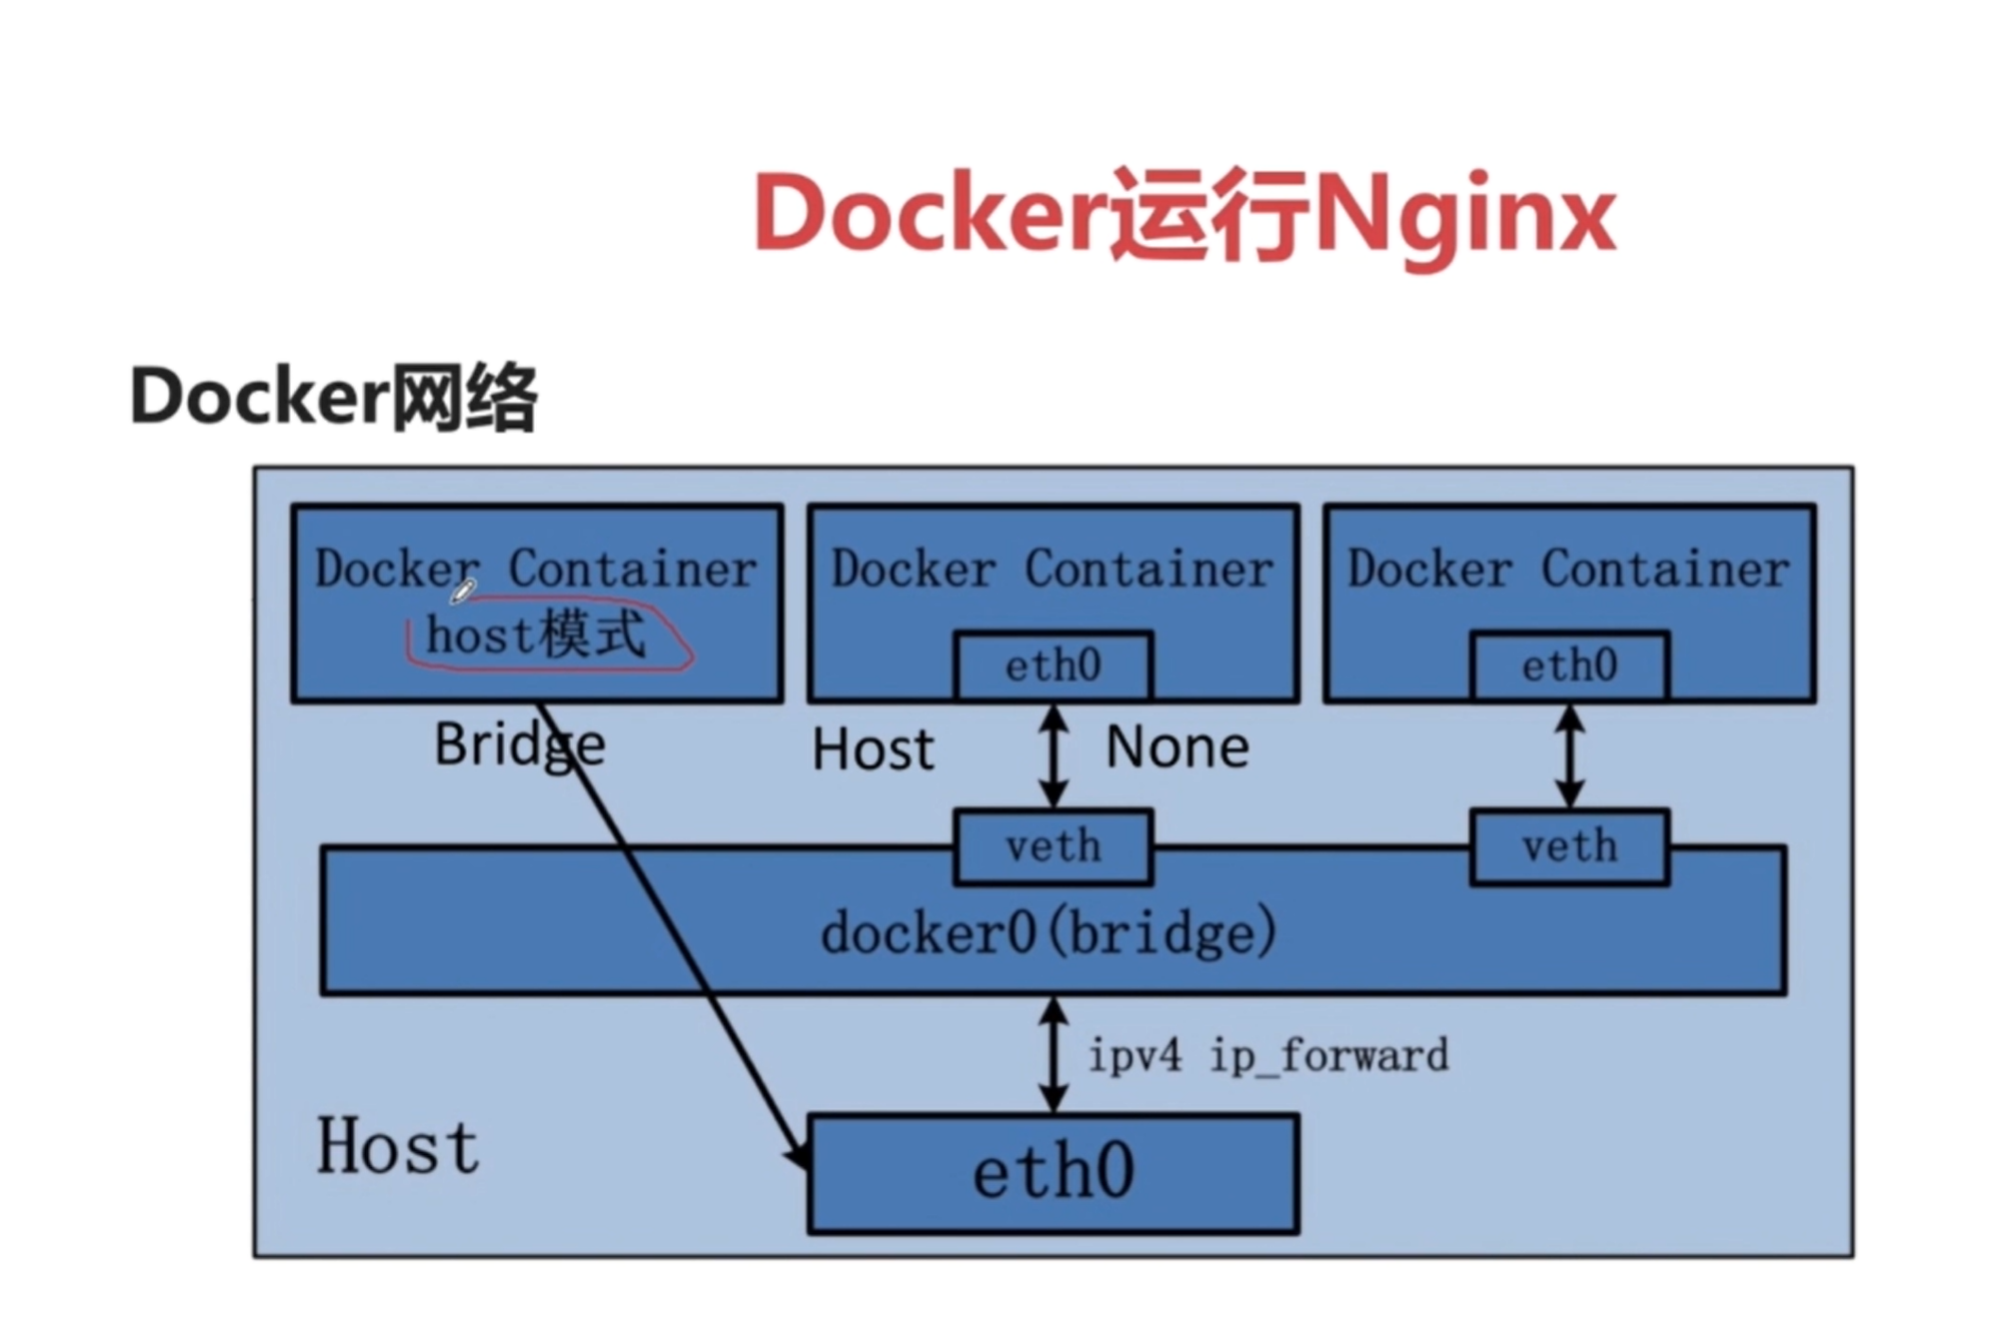 Docker运行Nginx
Docker网络
Docker Container
host模式
Docker Container
eth0
Docker Container
eth0
Bridge
Host
None
veth
veth
docker0(bridge)
ipv4 ip_forward
Host
eth0